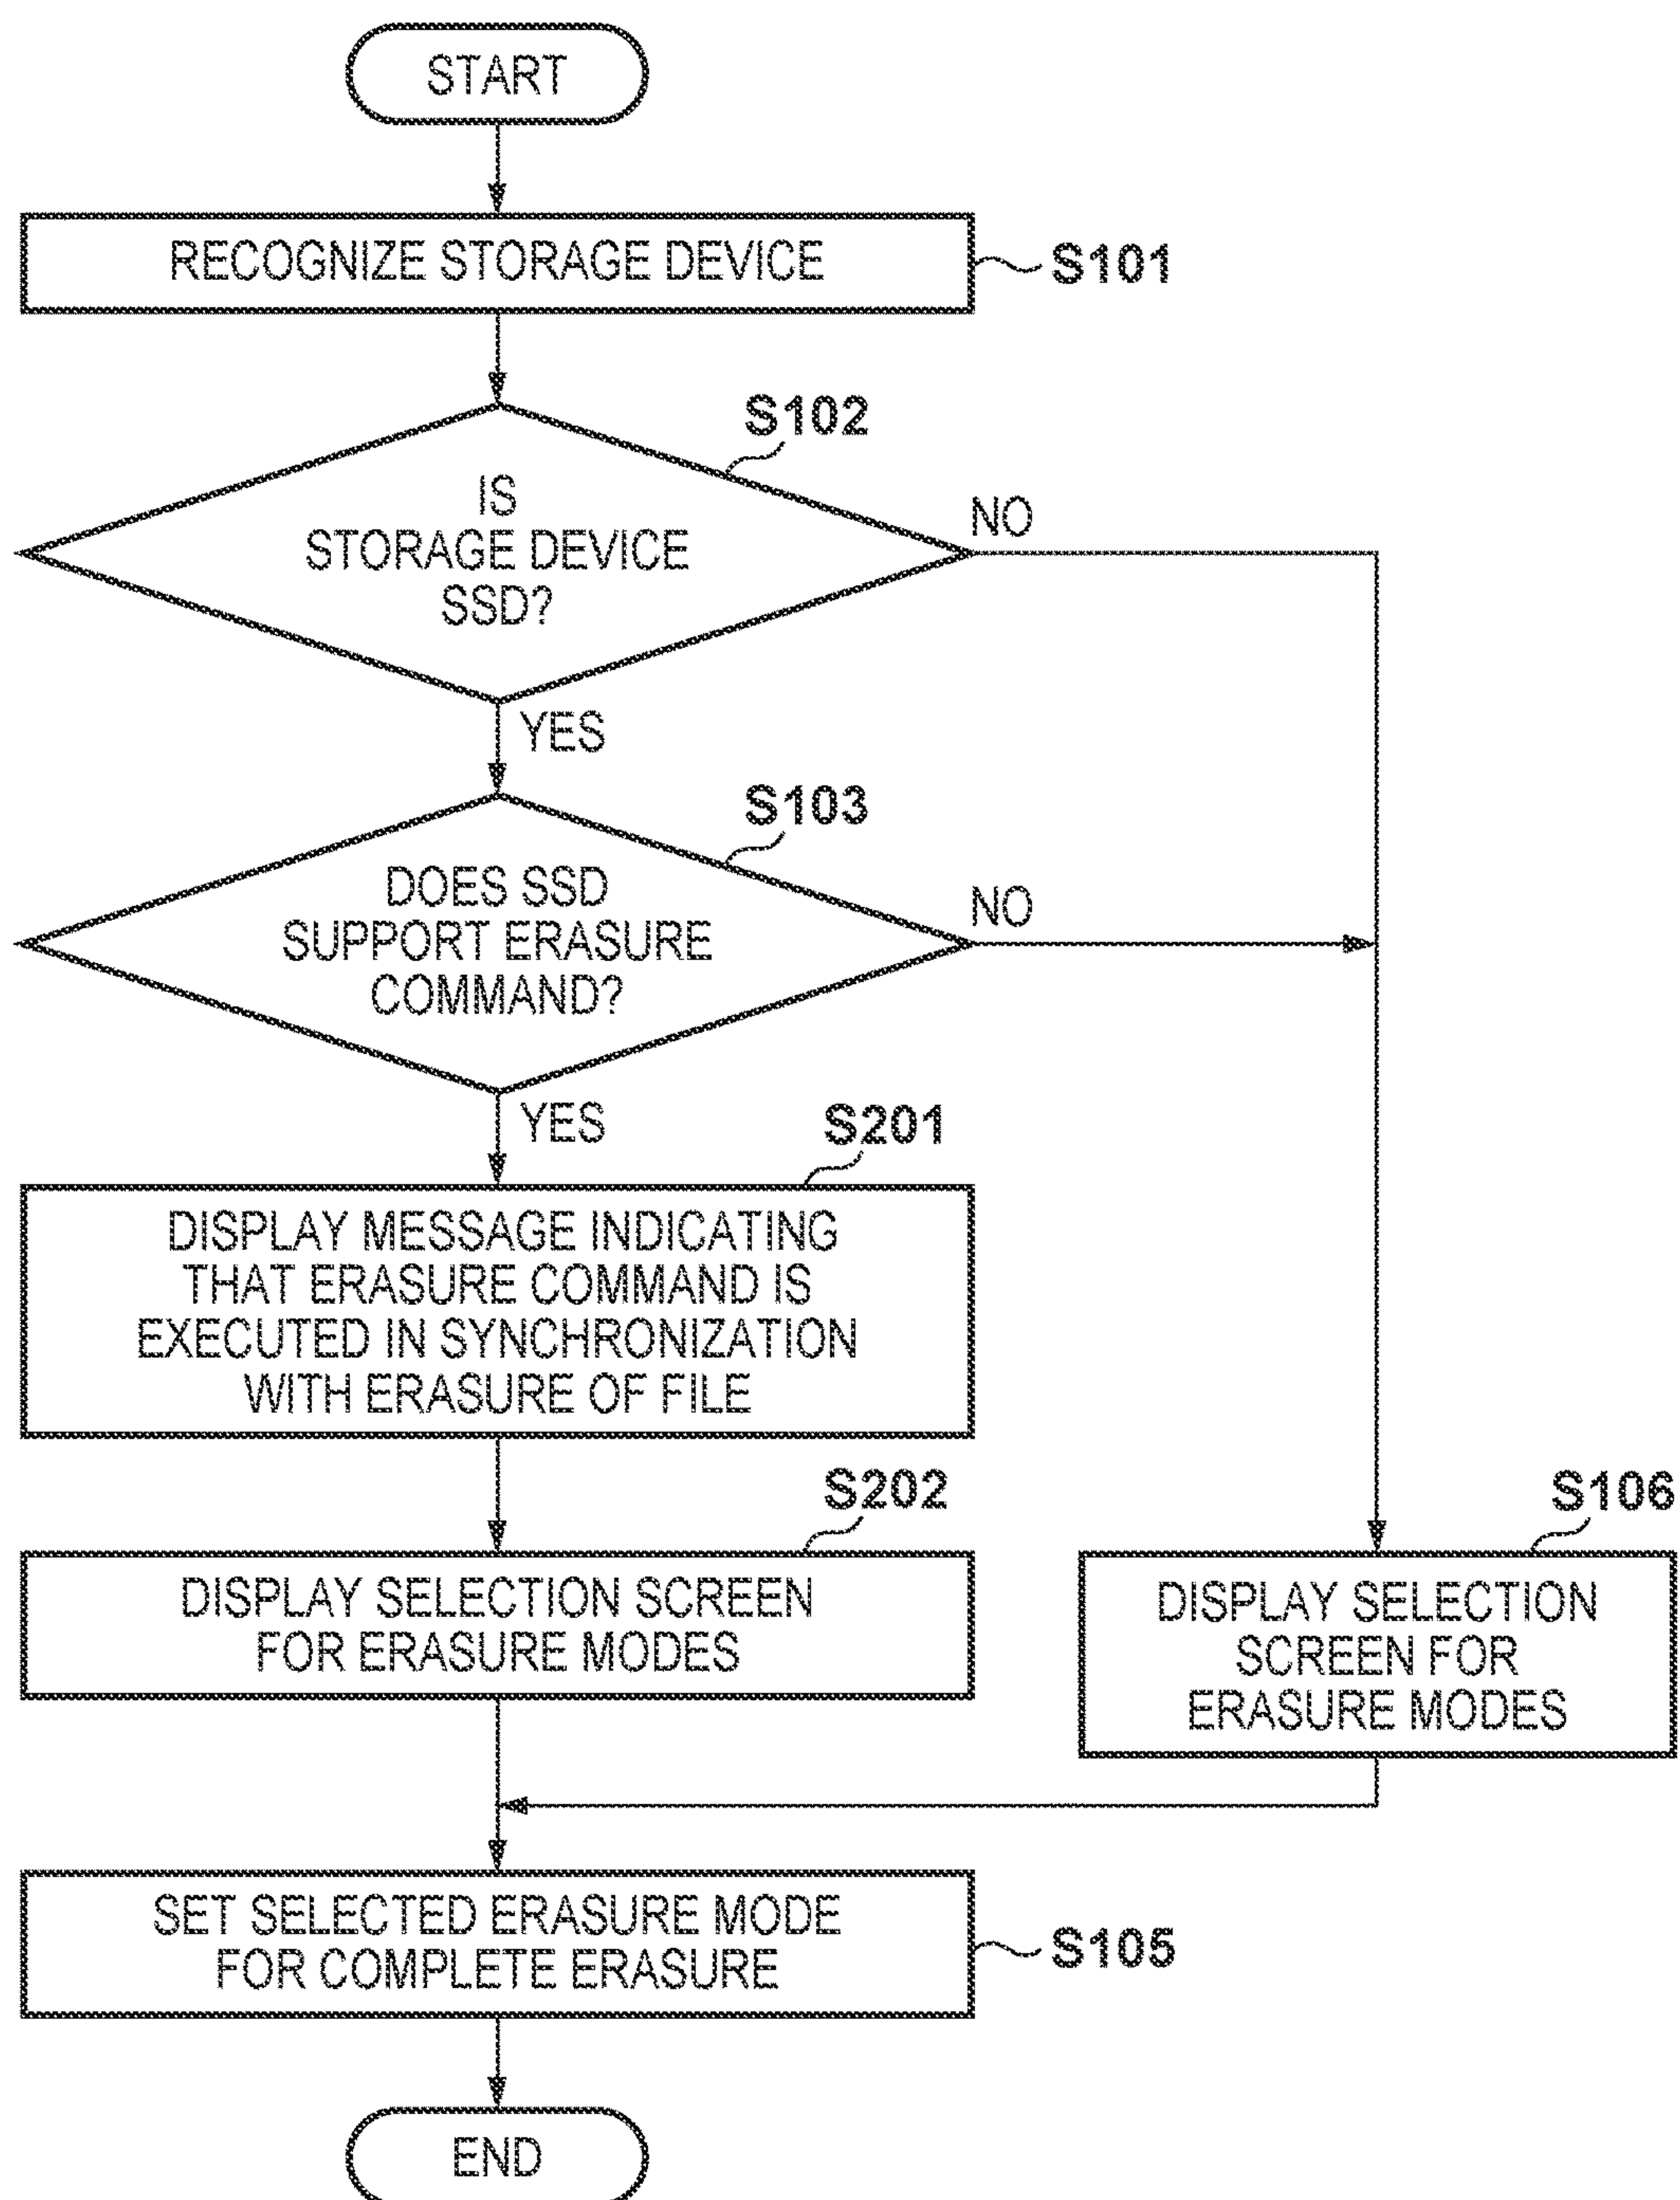 START
RECOGNIZE STORAGE DEVICE
S101
S102
IS
STORAGE DEVICE
SSD?
NO
YES
S103
DOES SSD
SUPPORT ERASURE
COMMAND?
NO
YES
S201
DISPLAY MESSAGE INDICATING
THAT ERASURE COMMAND IS
EXECUTED IN SYNCHRONIZATION
WITH ERASURE OF FILE
S202
DISPLAY SELECTION SCREEN
FOR ERASURE MODES
S106
DISPLAY SELECTION
SCREEN FOR
ERASURE MODES
SET SELECTED ERASURE MODE
FOR COMPLETE ERASURE
S105
END